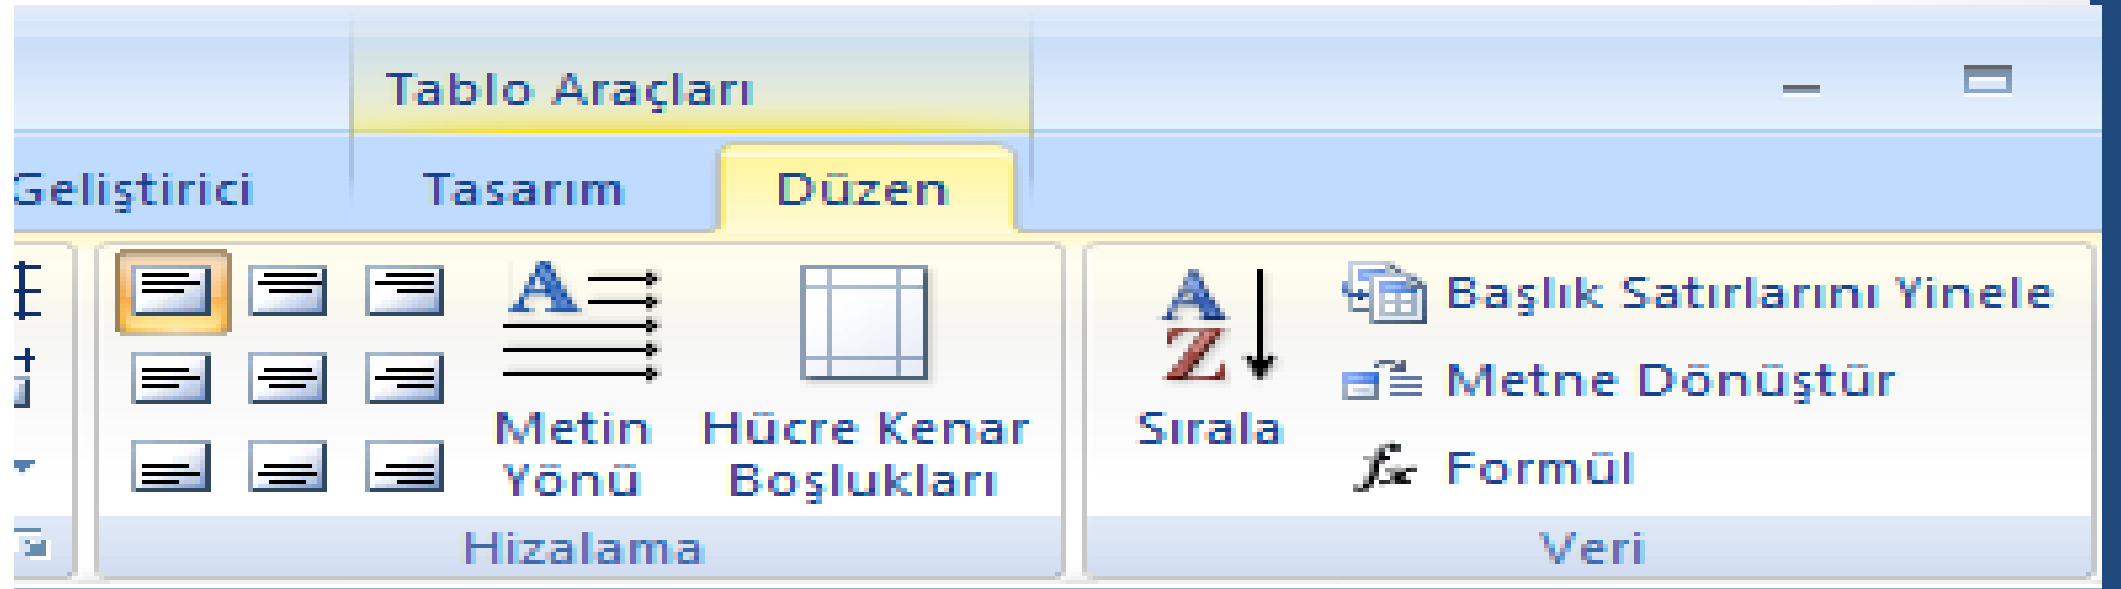 Tablo Araçları
Geliştirici Tasarım Düzen
Metin Yönü
Hücre Kenar Boşlukları
Sırala
Başlık Satırlarını Yinele
Metne Dönüştür
fx Formül
Hizalama
Veri